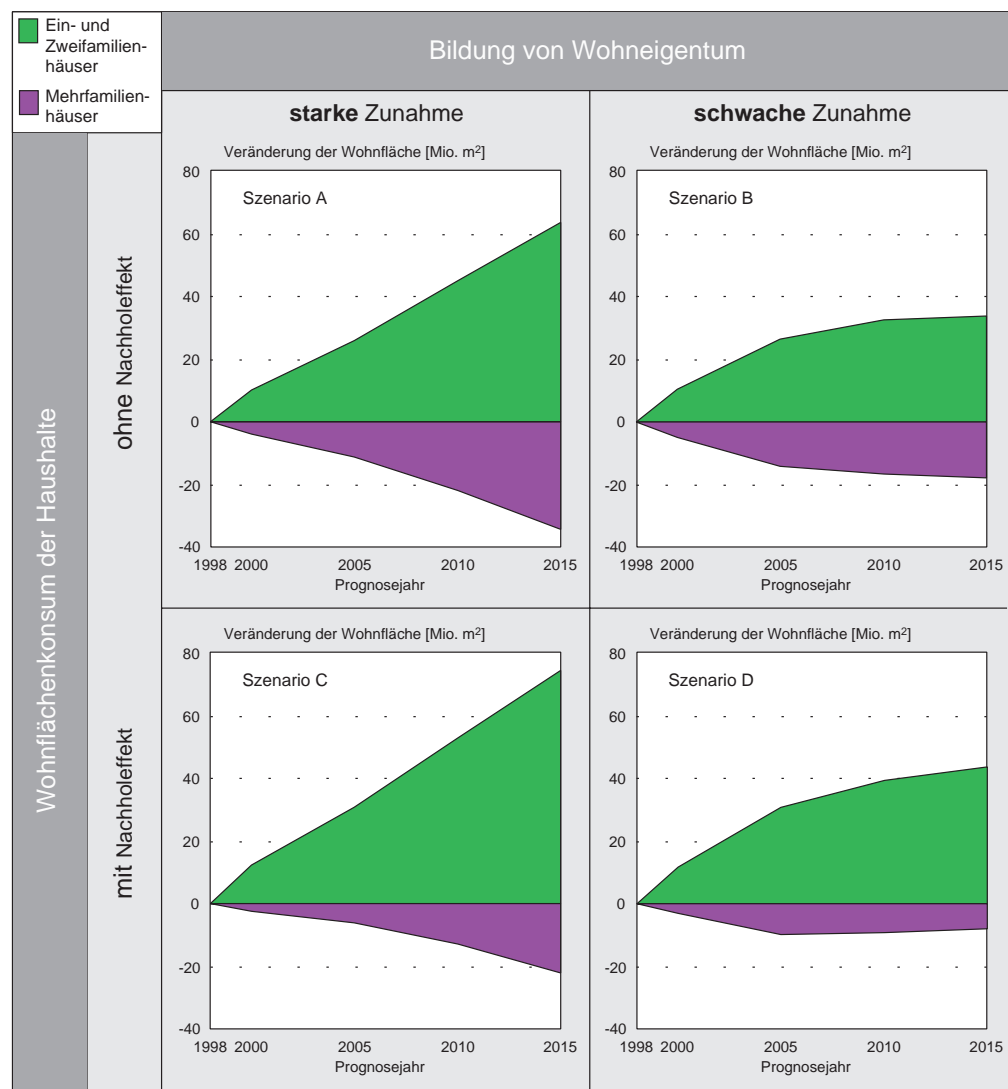 Ein- und
Zweifamilien-
häuser
Mehrfamilien-
häuser
Bildung von Wohneigentum
starke Zunahme
schwache Zunahme
Wohnflächenkonsum der Haushalte
ohne Nachholeffekt
Veränderung der Wohnfläche [Mio. m²]
80
Szenario A
60
40
20
0
-20
-40
1998 2000 2005 2010 2015
Prognosejahr
Veränderung der Wohnfläche [Mio. m²]
80
Szenario B
60
40
20
0
-20
-40
1998 2000 2005 2010 2015
Prognosejahr
mit Nachholeffekt
Veränderung der Wohnfläche [Mio. m²]
80
Szenario C
60
40
20
0
-20
-40
1998 2000 2005 2010 2015
Prognosejahr
Veränderung der Wohnfläche [Mio. m²]
80
Szenario D
60
40
20
0
-20
-40
1998 2000 2005 2010 2015
Prognosejahr